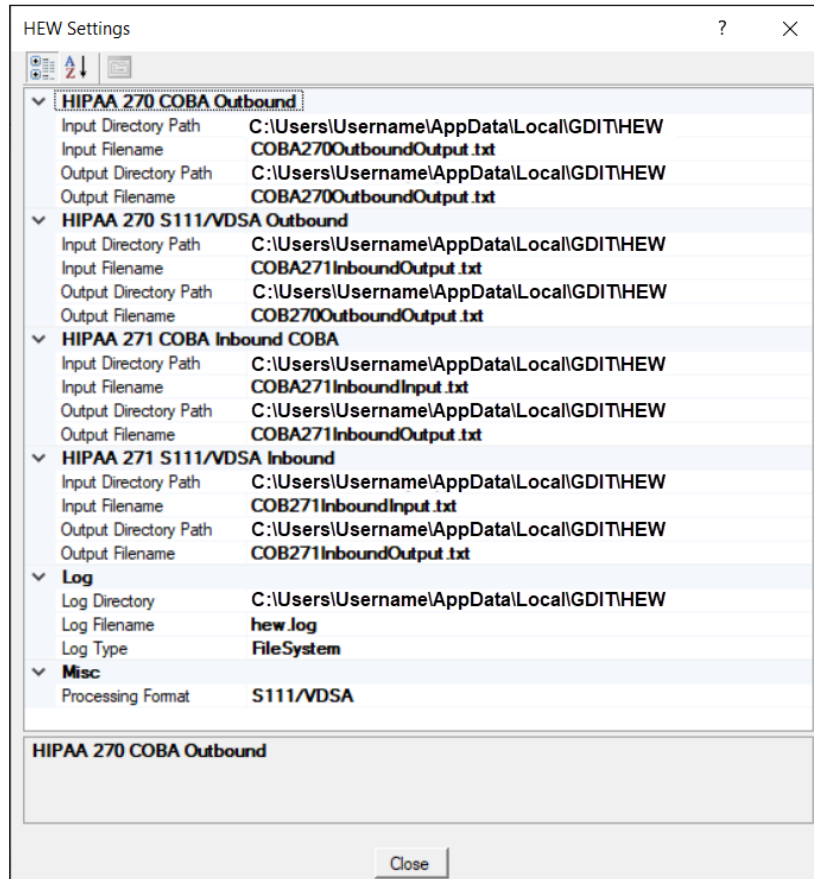 HEW Settings ? ×
HIPAA 270 COBA Outbound
Input Directory Path C:\Users\Username\AppData\Local\GDIT\HEW
Input Filename COBA270OutboundOutput.txt
Output Directory Path C:\Users\Username\AppData\Local\GDIT\HEW
Output Filename COBA270OutboundOutput.txt
HIPAA 270 S111/VDSA Outbound
Input Directory Path C:\Users\Username\AppData\Local\GDIT\HEW
Input Filename COBA271InboundOutput.txt
Output Directory Path C:\Users\Username\AppData\Local\GDIT\HEW
Output Filename COB270OutboundOutput.txt
HIPAA 271 COBA Inbound COBA
Input Directory Path C:\Users\Username\AppData\Local\GDIT\HEW
Input Filename COBA271InboundInput.txt
Output Directory Path C:\Users\Username\AppData\Local\GDIT\HEW
Output Filename COBA271InboundOutput.txt
HIPAA 271 S111/VDSA Inbound
Input Directory Path C:\Users\Username\AppData\Local\GDIT\HEW
Input Filename COB271InboundInput.txt
Output Directory Path C:\Users\Username\AppData\Local\GDIT\HEW
Output Filename COB271InboundOutput.txt
Log
Log Directory C:\Users\Username\AppData\Local\GDIT\HEW
Log Filename hew.log
Log Type FileSystem
Misc
Processing Format S111/VDSA
HIPAA 270 COBA Outbound
Close